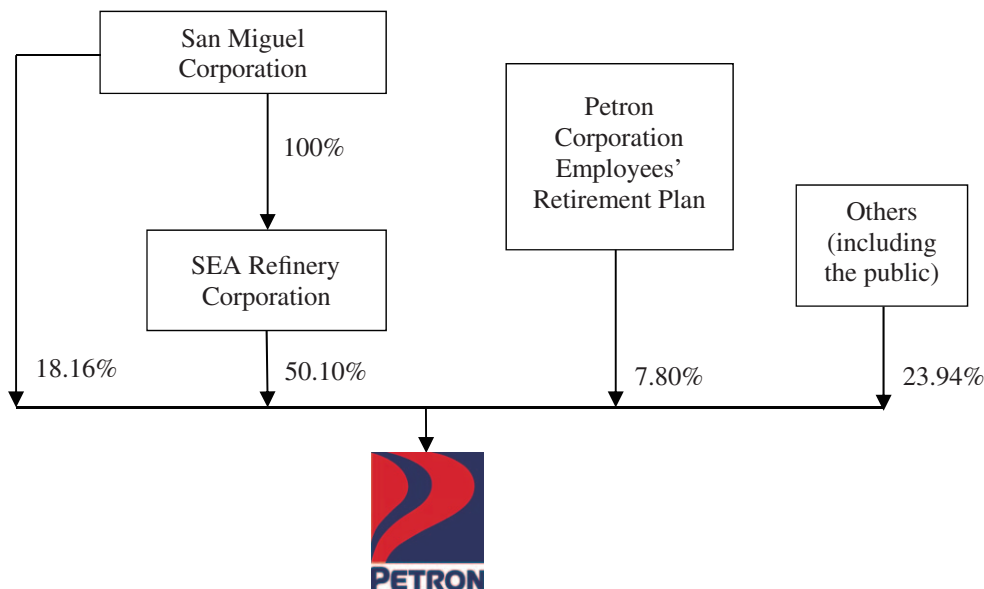 San Miguel
Corporation
100%
SEA Refinery
Corporation
Petron
Corporation
Employees’
Retirement Plan
Others
(including
the public)
18.16%
50.10%
7.80%
23.94%
PETRON